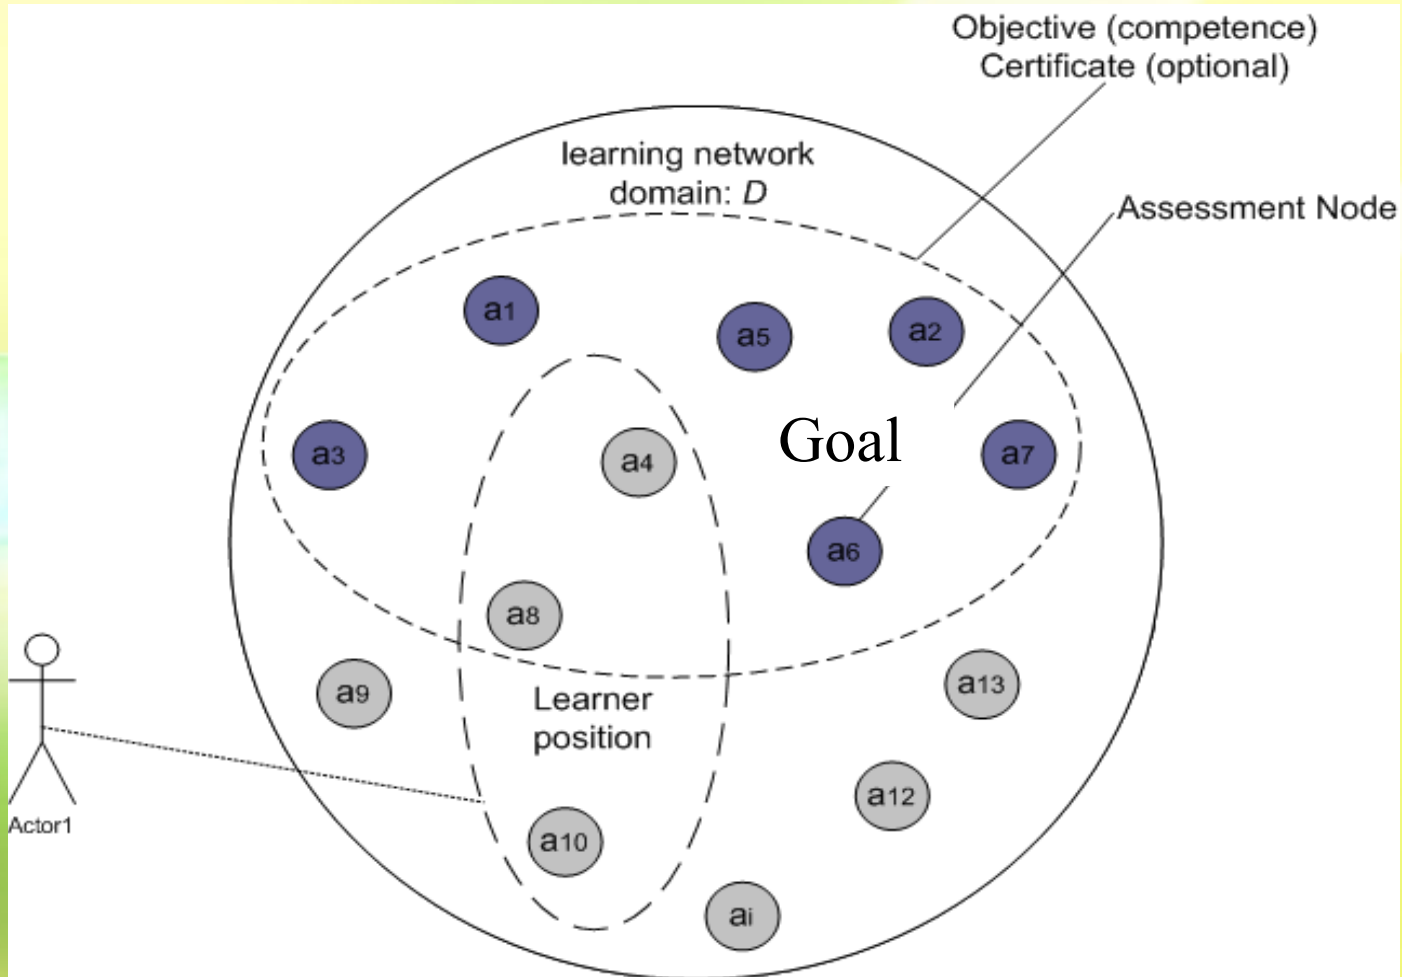 Objective (competence)
Certificate (optional)
learning network
domain: D
Assessment Node
a1
a5
a2
Goal
a3
a4
a7
a6
a8
a9
Learner
position
a13
a12
Actor1
a10
ai